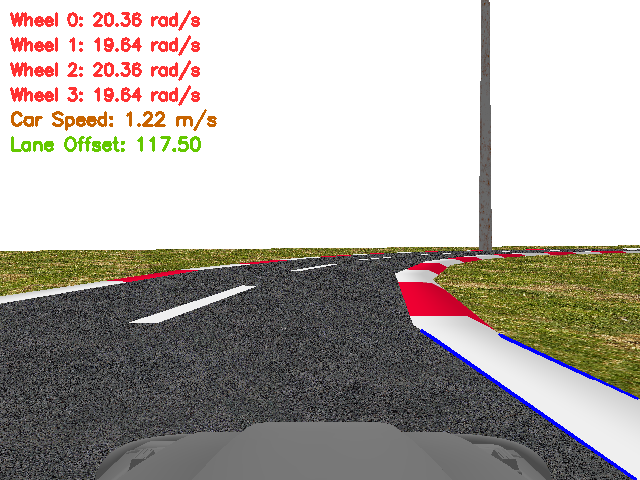 Wheel 0: 20.36 rad/s
Wheel 1: 19.64 rad/s
Wheel 2: 20.36 rad/s
Wheel 3: 19.64 rad/s
Car Speed: 1.22 m/s
Lane Offset: 117.50